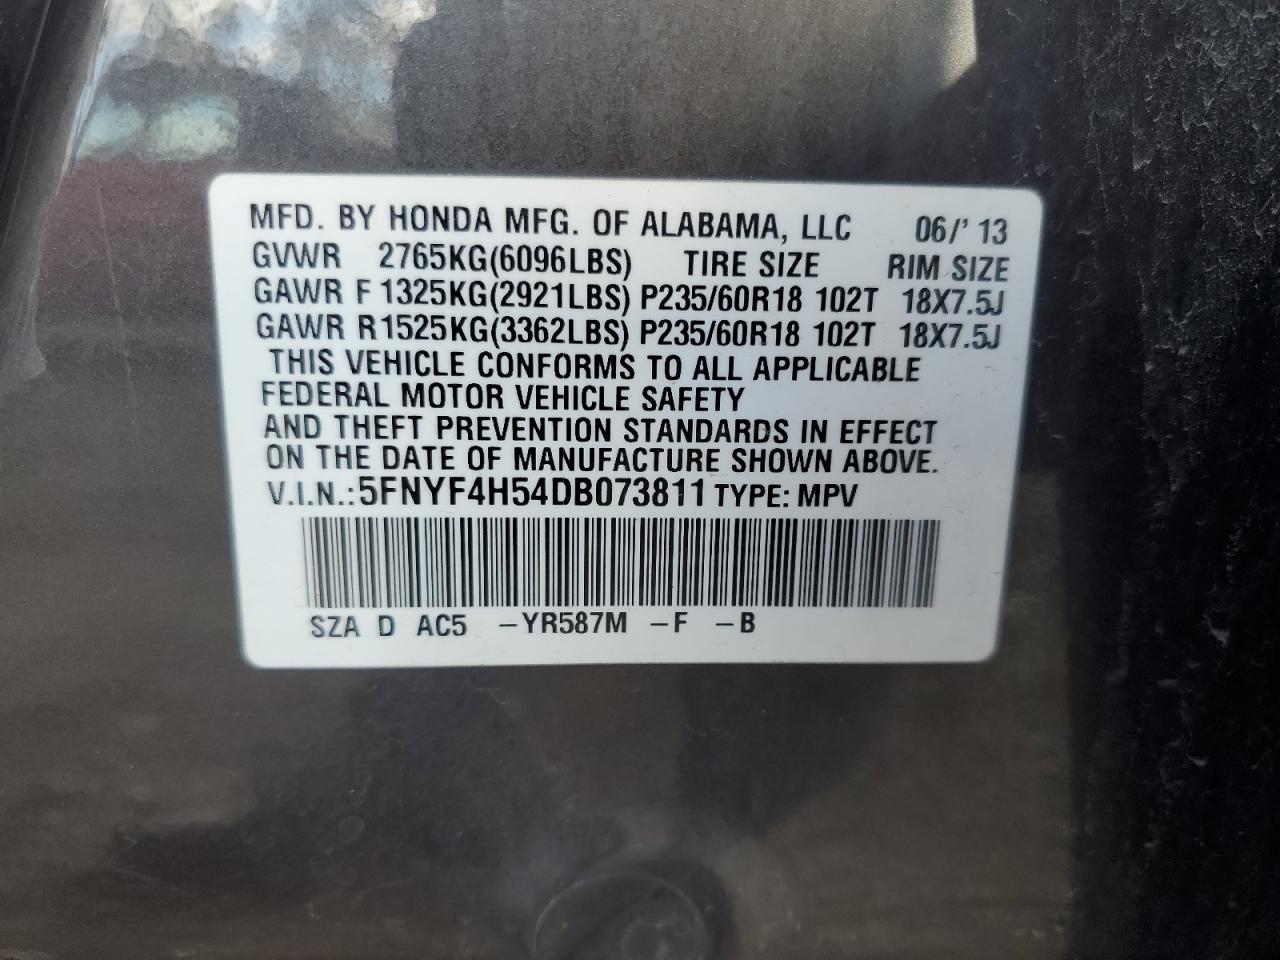 MFD. BY HONDA MFG. OF ALABAMA, LLC 06/'13
GVWR 2765KG(6096LBS) TIRE SIZE RIM SIZE
GAWR F 1325KG(2921LBS) P235/60R18 102T 18X7.5J
GAWR R 1525KG(3362LBS) P235/60R18 102T 18X7.5J
THIS VEHICLE CONFORMS TO ALL APPLICABLE
FEDERAL MOTOR VEHICLE SAFETY
AND THEFT PREVENTION STANDARDS IN EFFECT
ON THE DATE OF MANUFACTURE SHOWN ABOVE.
V.I.N.: 5FNYF4H54DB073811 TYPE: MPV
SZA D AC5 -YR587M -F -B